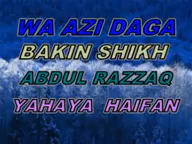 WA AZI DAGA
BAKIN SHIKH
ABDUL RAZZAQ
YAHAYA HAIFAN